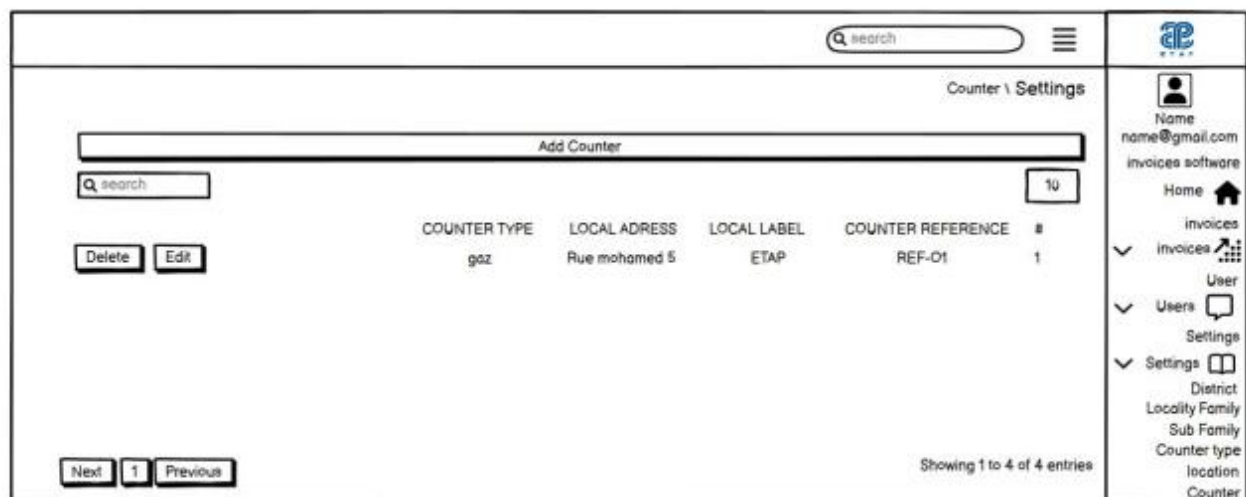 search
ETAP
Counter \ Settings
Name
name@gmail.com
invoices software
Add Counter
search
10
Home
invoices
COUNTER TYPE LOCAL ADRESS LOCAL LABEL COUNTER REFERENCE #
Delete Edit gaz Rue mohamed 5 ETAP REF-01 1
invoices
User
Users
Settings
Settings
District
Locality Family
Sub Family
Counter type
location
Counter
Next 1 Previous
Showing 1 to 4 of 4 entries